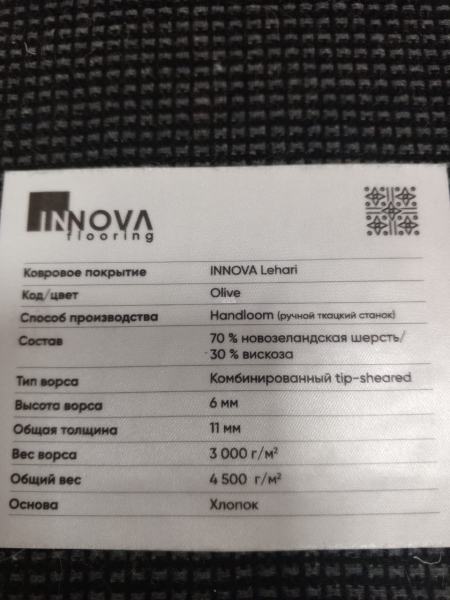 INNOVA
flooring
Ковровое покрытие INNOVA Lehari
Код/цвет Olive
Способ производства Handloom (ручной ткацкий станок)
Состав 70 % новозеландская шерсть/
30 % вискоза
Тип ворса Комбинированный tip-sheared
Высота ворса 6 мм
Общая толщина 11 мм
Вес ворса 3 000 г/м²
Общий вес 4 500 г/м²
Основа Хлопок